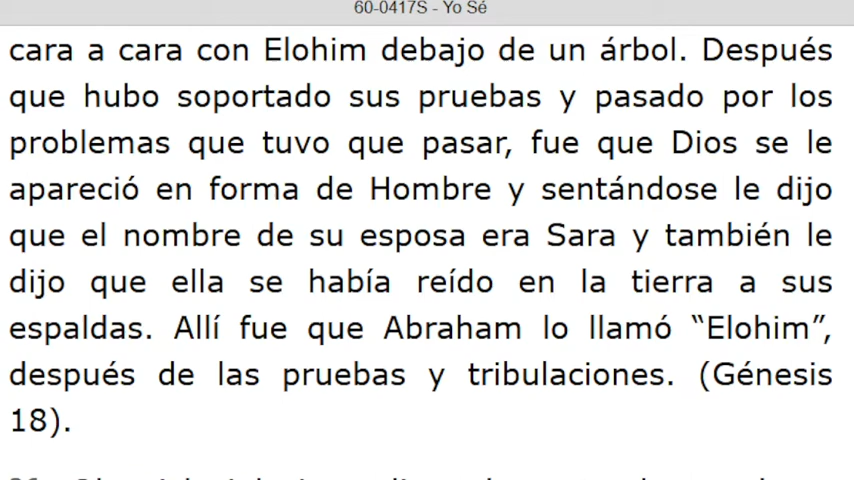 60-0417S - Yo Sé
cara a cara con Elohim debajo de un árbol. Después
que hubo soportado sus pruebas y pasado por los
problemas que tuvo que pasar, fue que Dios se le
apareció en forma de Hombre y sentándose le dijo
que el nombre de su esposa era Sara y también le
dijo que ella se había reído en la tierra a sus
espaldas. Allí fue que Abraham lo llamó “Elohim”,
después de las pruebas y tribulaciones. (Génesis
18).